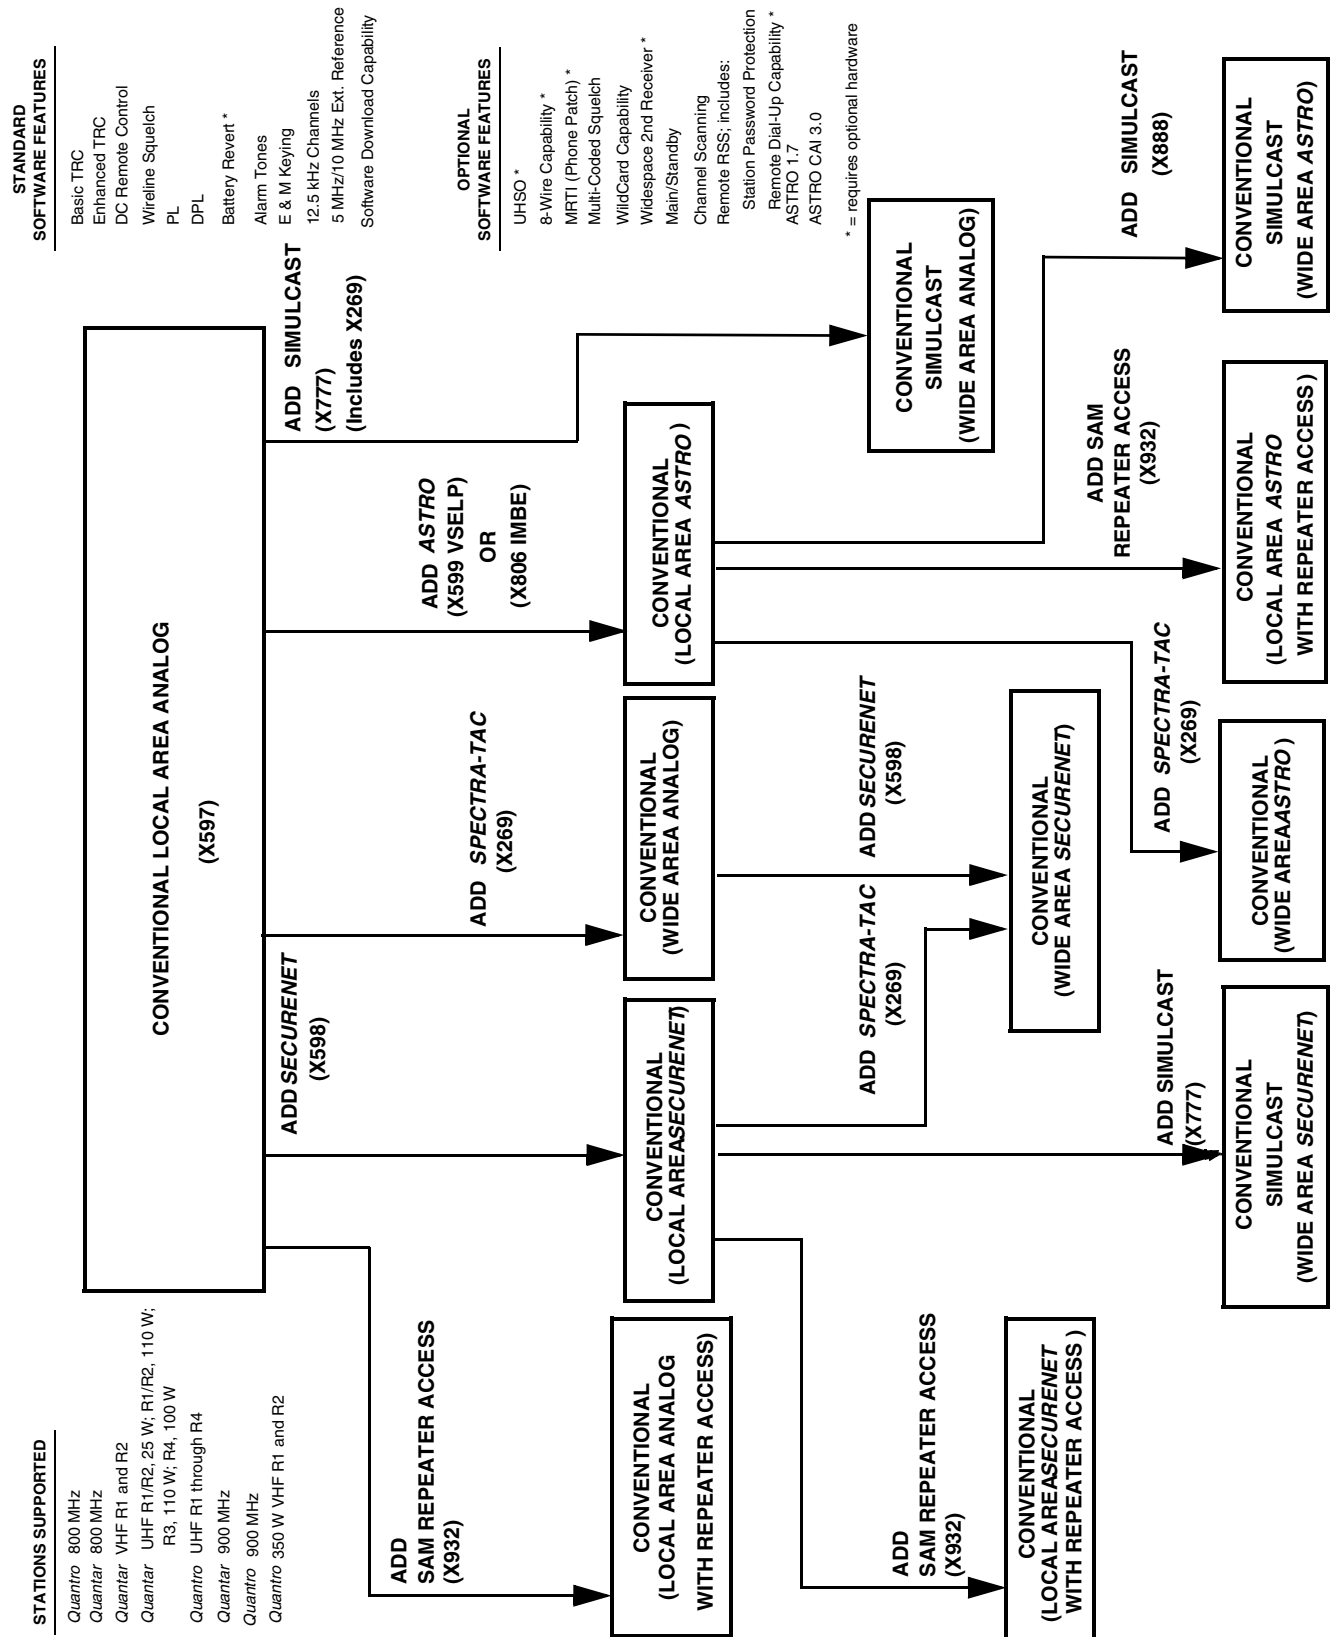 STATIONS SUPPORTED
Quantro 800 MHz
Quantar 800 MHz
Quantar VHF R1 and R2
Quantar UHF R1/R2, 25 W; R1/R2, 110 W;
R3, 110 W; R4, 100 W
Quantro UHF R1 through R4
Quantar 900 MHz
Quantro 900 MHz
Quantro 350 W VHF R1 and R2
CONVENTIONAL LOCAL AREA ANALOG
(X597)
STANDARD
SOFTWARE FEATURES
Basic TRC
Enhanced TRC
DC Remote Control
Wireline Squelch
PL
DPL
Battery Revert *
Alarm Tones
E & M Keying
12.5 kHz Channels
5 MHz/10 MHz Ext. Reference
Software Download Capability
OPTIONAL
SOFTWARE FEATURES
UHSO *
8-Wire Capability *
MRTI (Phone Patch) *
Multi-Coded Squelch
WildCard Capability
Widespace 2nd Receiver *
Main/Standby
Channel Scanning
Remote RSS; includes:
Station Password Protection
Remote Dial-Up Capability *
ASTRO 1.7
ASTRO CAI 3.0
* = requires optional hardware
ADD
SAM REPEATER ACCESS
(X932)
ADD SECURENET
(X598)
ADD SPECTRA-TAC
(X269)
ADD ASTRO
(X599 VSELP)
OR
(X806 IMBE)
ADD SIMULCAST
(X777)
(Includes X269)
CONVENTIONAL
(LOCAL AREA ANALOG
WITH REPEATER ACCESS)
CONVENTIONAL
(LOCAL AREASECURENET)
CONVENTIONAL
(WIDE AREA ANALOG)
CONVENTIONAL
(LOCAL AREA ASTRO)
CONVENTIONAL
SIMULCAST
(WIDE AREA ANALOG)
ADD
SAM REPEATER ACCESS
(X932)
ADD SPECTRA-TAC
(X269)
ADD SECURENET
(X598)
CONVENTIONAL
(LOCAL AREASECURENET
WITH REPEATER ACCESS )
CONVENTIONAL
(WIDE AREA SECURENET)
ADD SIMULCAST
(X777)
ADD SPECTRA-TAC
(X269)
ADD SAM
REPEATER ACCESS
(X932)
ADD SIMULCAST
(X888)
CONVENTIONAL
SIMULCAST
(WIDE AREA SECURENET)
CONVENTIONAL
(WIDE AREAASTRO )
CONVENTIONAL
(LOCAL AREA ASTRO
WITH REPEATER ACCESS )
CONVENTIONAL
SIMULCAST
(WIDE AREA ASTRO)